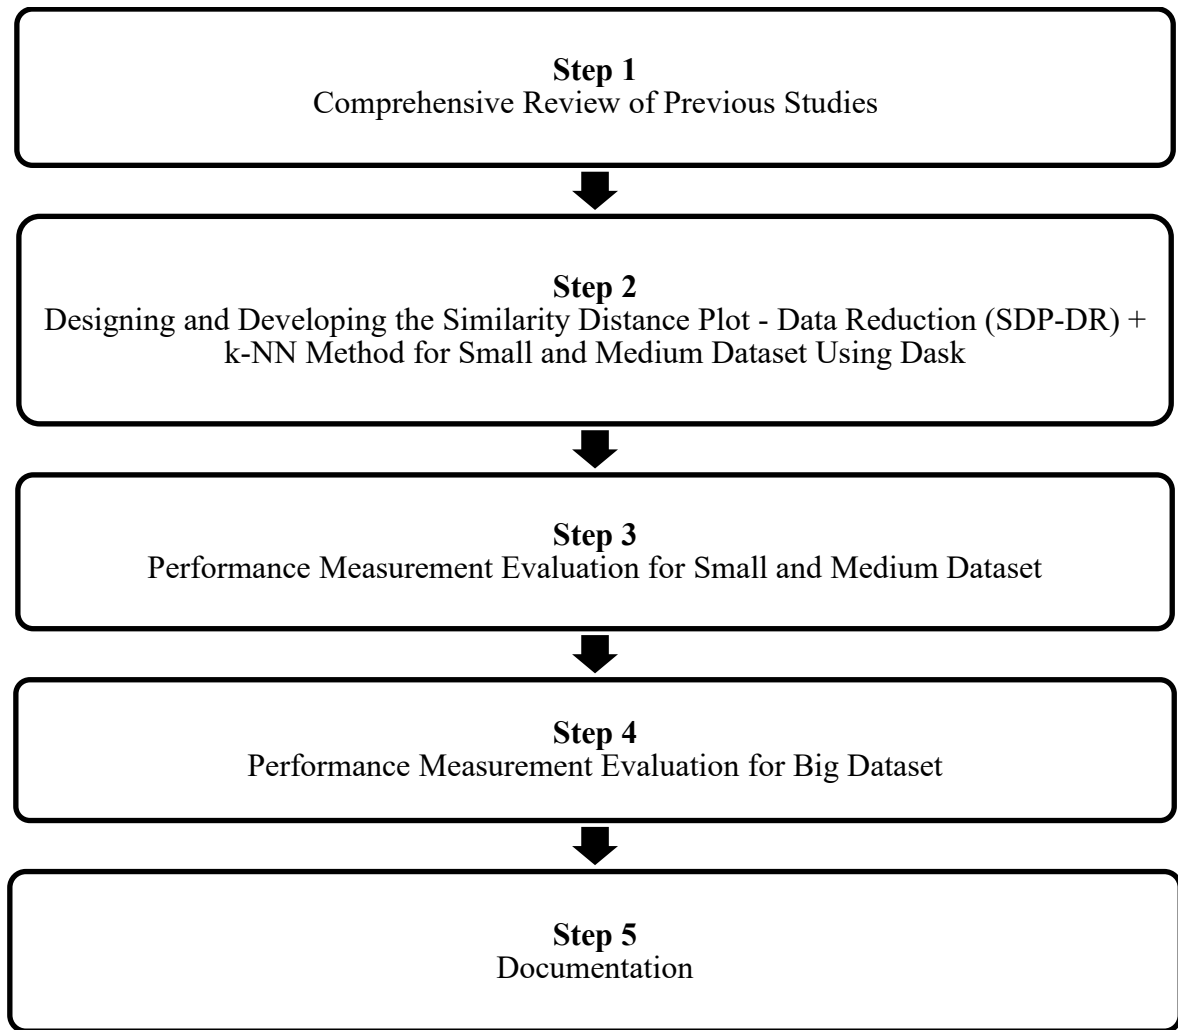 Step 1
Comprehensive Review of Previous Studies
Step 2
Designing and Developing the Similarity Distance Plot - Data Reduction (SDP-DR) +
k-NN Method for Small and Medium Dataset Using Dask
Step 3
Performance Measurement Evaluation for Small and Medium Dataset
Step 4
Performance Measurement Evaluation for Big Dataset
Step 5
Documentation